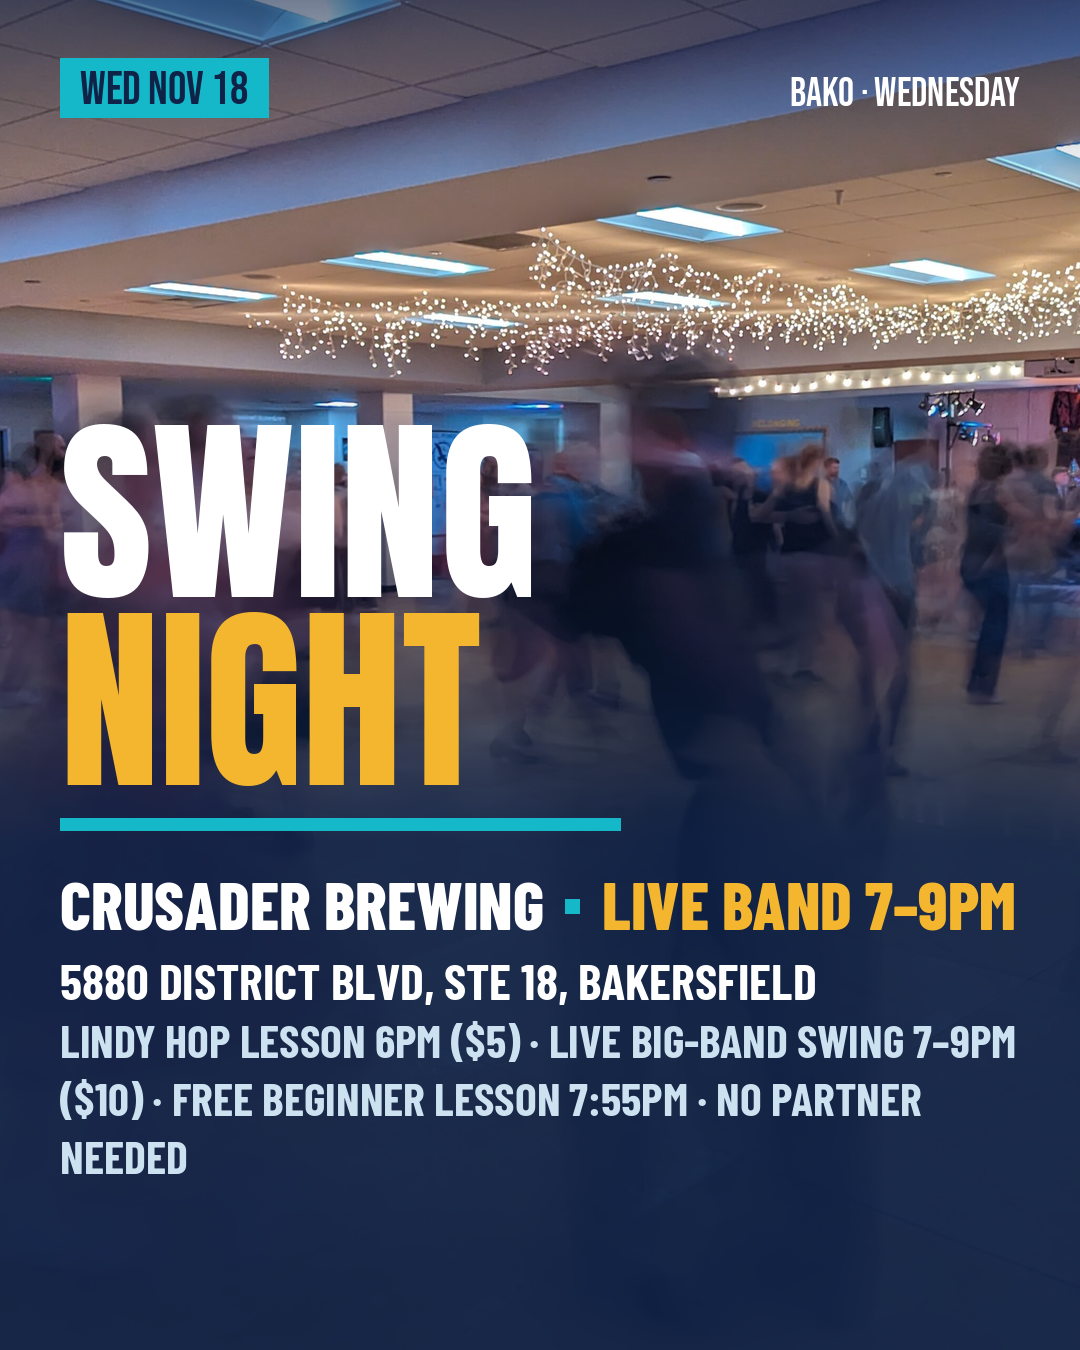 WED NOV 18
BAKO · WEDNESDAY
SWING
NIGHT
CRUSADER BREWING ▪ LIVE BAND 7–9PM
5880 DISTRICT BLVD, STE 18, BAKERSFIELD
LINDY HOP LESSON 6PM ($5) · LIVE BIG-BAND SWING 7–9PM
($10) · FREE BEGINNER LESSON 7:55PM · NO PARTNER
NEEDED